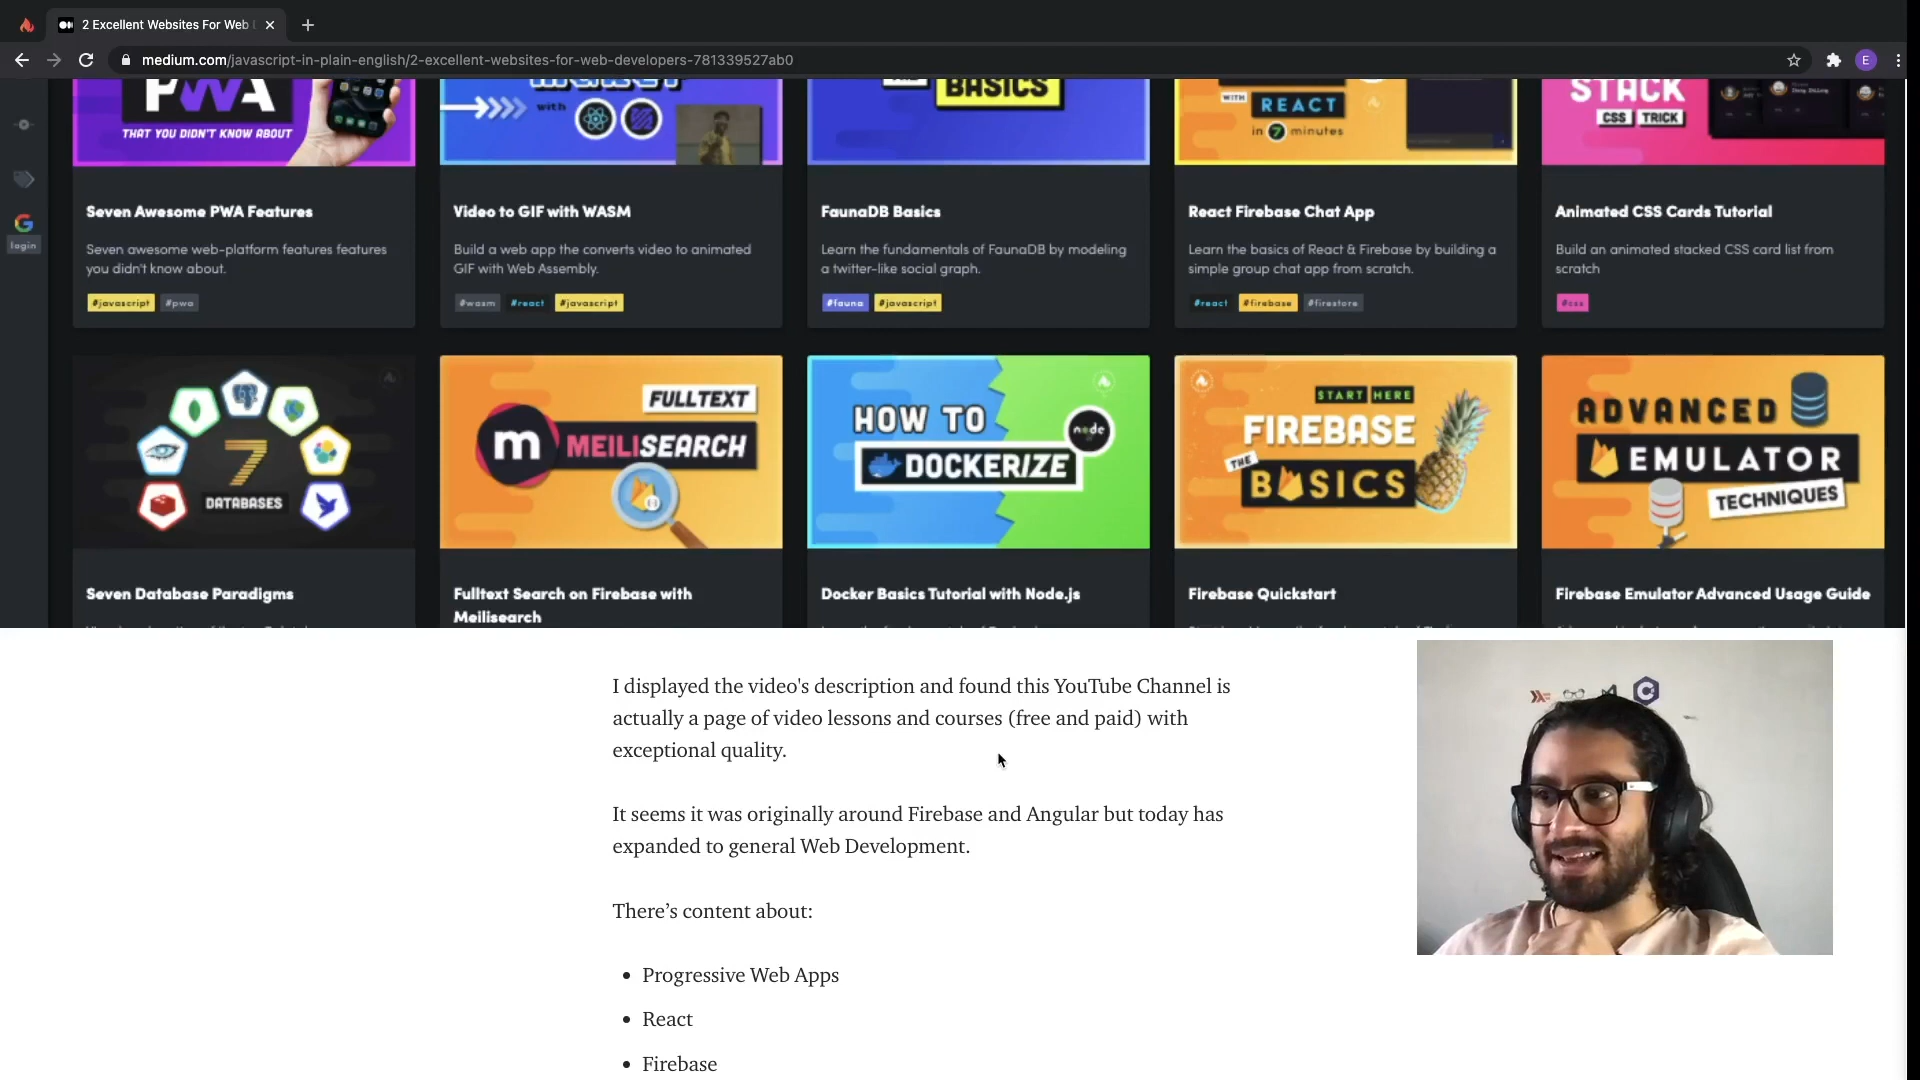 2 Excellent Websites For Web
medium.com/javascript-in-plain-english/2-excellent-websites-for-web-developers-781339527ab0
E
login
PWA
THAT YOU DIDN'T KNOW ABOUT
with
BASICS
WITH REACT
in 7 minutes
STACK
CSS TRICK
Seven Awesome PWA Features
Seven awesome web-platform features features
you didn't know about.
#javascript #pwa
Video to GIF with WASM
Build a web app the converts video to animated
GIF with Web Assembly.
#wasm #react #javascript
FaunaDB Basics
Learn the fundamentals of FaunaDB by modeling
a twitter-like social graph.
#fauna #javascript
React Firebase Chat App
Learn the basics of React & Firebase by building a
simple group chat app from scratch.
#react #firebase #firestore
Animated CSS Cards Tutorial
Build an animated stacked CSS card list from
scratch
#css
7
DATABASES
Seven Database Paradigms
FULLTEXT
m MEILISEARCH
Fulltext Search on Firebase with
Meilisearch
HOW TO
node
DOCKERIZE
Docker Basics Tutorial with Node.js
START HERE
FIREBASE
THE
BASICS
Firebase Quickstart
ADVANCED
EMULATOR
TECHNIQUES
Firebase Emulator Advanced Usage Guide
I displayed the video's description and found this YouTube Channel is
actually a page of video lessons and courses (free and paid) with
exceptional quality.
It seems it was originally around Firebase and Angular but today has
expanded to general Web Development.
There’s content about:
• Progressive Web Apps
• React
• Firebase